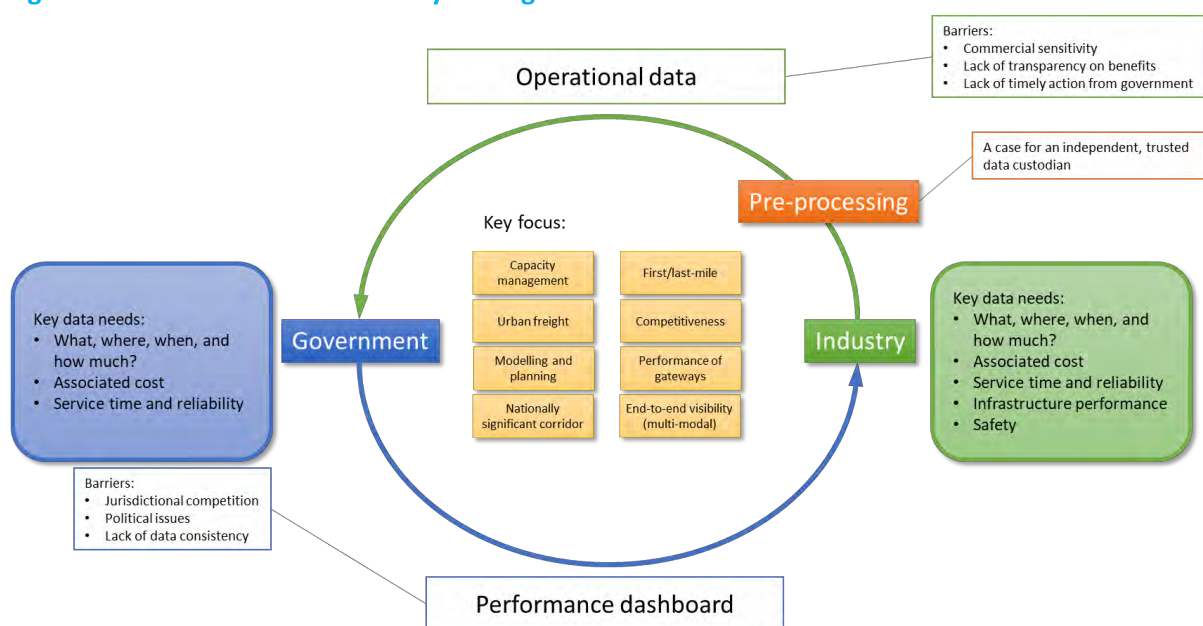 Operational data
Barriers:
• Commercial sensitivity
• Lack of transparency on benefits
• Lack of timely action from government
A case for an independent, trusted
data custodian
Pre-processing
Key focus:
Capacity
management
First/last-mile
Urban freight
Competitiveness
Modelling and
planning
Performance of
gateways
Nationally
significant corridor
End-to-end visibility
(multi-modal)
Key data needs:
• What, where, when, and
how much?
• Associated cost
• Service time and reliability
Government
Industry
Key data needs:
• What, where, when, and
how much?
• Associated cost
• Service time and reliability
• Infrastructure performance
• Safety
Barriers:
• Jurisdictional competition
• Political issues
• Lack of data consistency
Performance dashboard